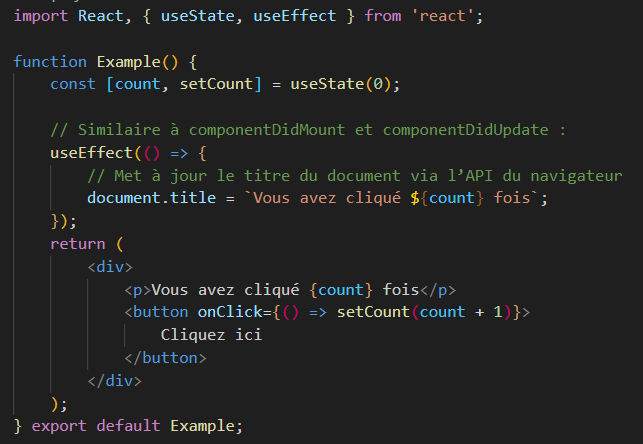 import React, { useState, useEffect } from 'react';
function Example() {
const [count, setCount] = useState(0);
// Similaire à componentDidMount et componentDidUpdate :
useEffect(() => {
// Met à jour le titre du document via l’API du navigateur
document.title = `Vous avez cliqué ${count} fois`;
});
return (
<div>
<p>Vous avez cliqué {count} fois</p>
<button onClick={() => setCount(count + 1)}>
Cliquez ici
</button>
</div>
);
} export default Example;